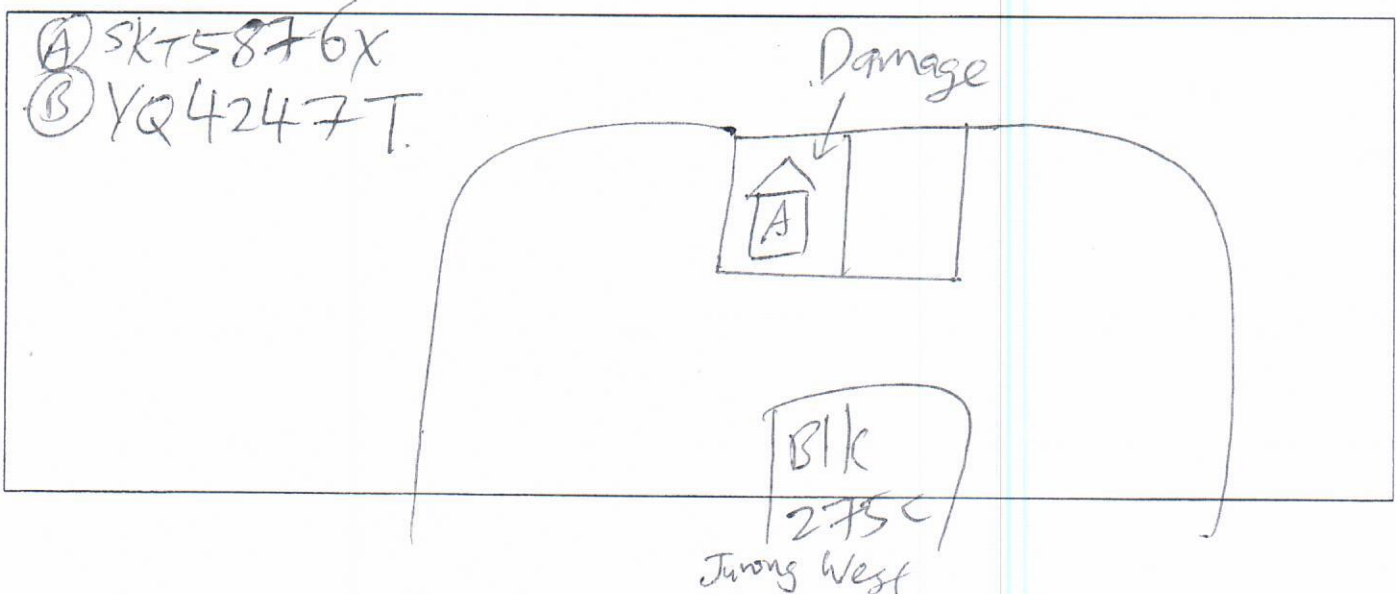 Ⓐ SKT5876X
Ⓑ YQ4247T.
Damage
A
Blk
275C
Jurong West